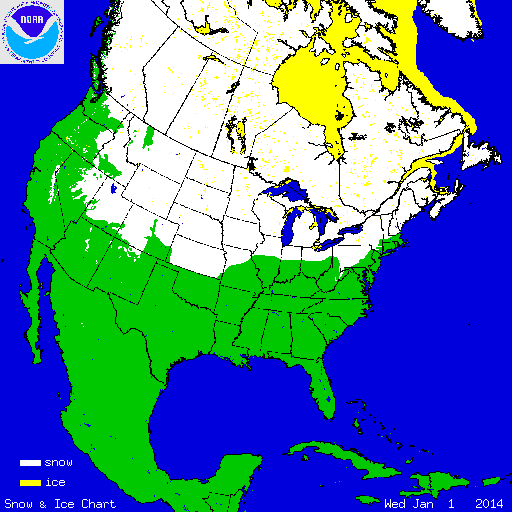 NOAA
snow
ice
Snow & Ice Chart
Wed Jan 1 2014